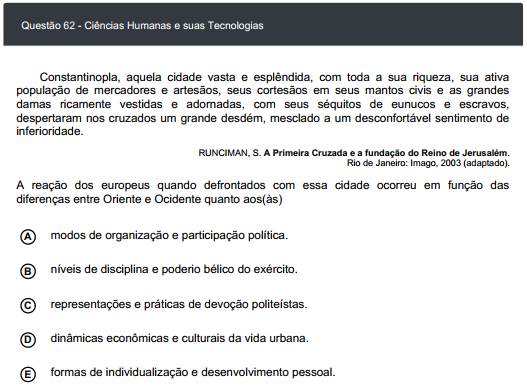 Questão 62 - Ciências Humanas e suas Tecnologias
Constantinopla, aquela cidade vasta e esplêndida, com toda a sua riqueza, sua ativa
população de mercadores e artesãos, seus cortesãos em seus mantos civis e as grandes
damas ricamente vestidas e adornadas, com seus séquitos de eunucos e escravos,
despertaram nos cruzados um grande desdém, mesclado a um desconfortável sentimento de
inferioridade.
RUNCIMAN, S. A Primeira Cruzada e a fundação do Reino de Jerusalém.
Rio de Janeiro: Imago, 2003 (adaptado).
A reação dos europeus quando defrontados com essa cidade ocorreu em função das
diferenças entre Oriente e Ocidente quanto aos(às)
A modos de organização e participação política.
B níveis de disciplina e poderio bélico do exército.
C representações e práticas de devoção politeístas.
D dinâmicas econômicas e culturais da vida urbana.
E formas de individualização e desenvolvimento pessoal.